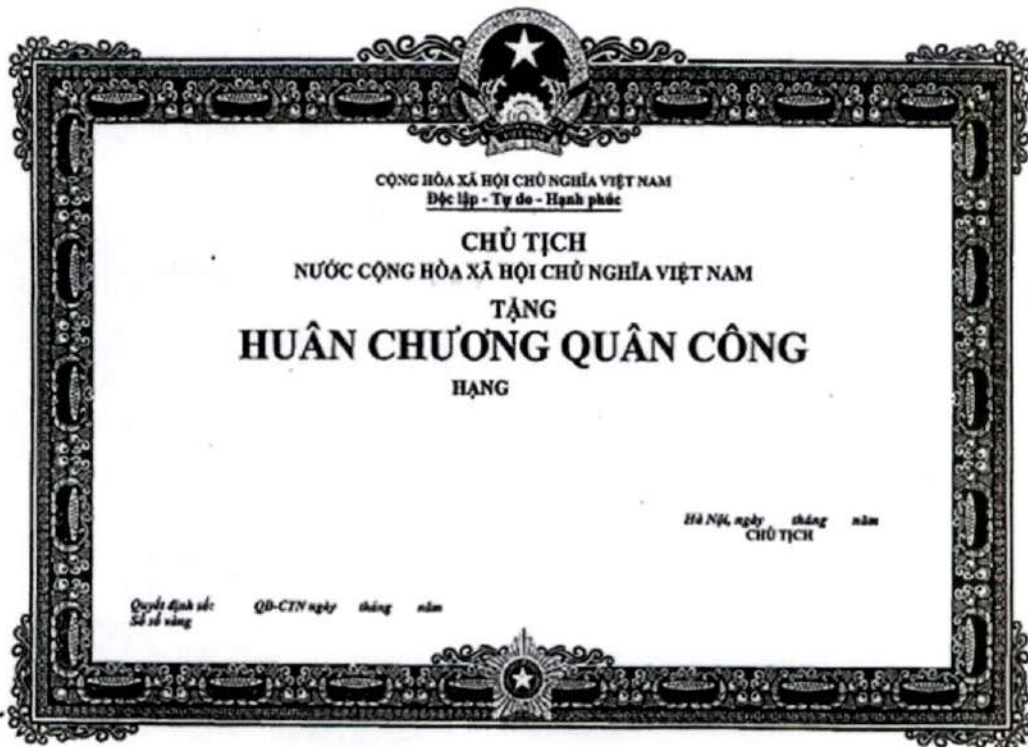 CỘNG HÒA XÃ HỘI CHỦ NGHĨA VIỆT NAM
Độc lập - Tự do - Hạnh phúc
CHỦ TỊCH
NƯỚC CỘNG HÒA XÃ HỘI CHỦ NGHĨA VIỆT NAM
TẶNG
HUÂN CHƯƠNG QUÂN CÔNG
HẠNG
Hà Nội, ngày tháng năm
CHỦ TỊCH
Quyết định số: QĐ-CTN ngày tháng năm
Số sổ vàng